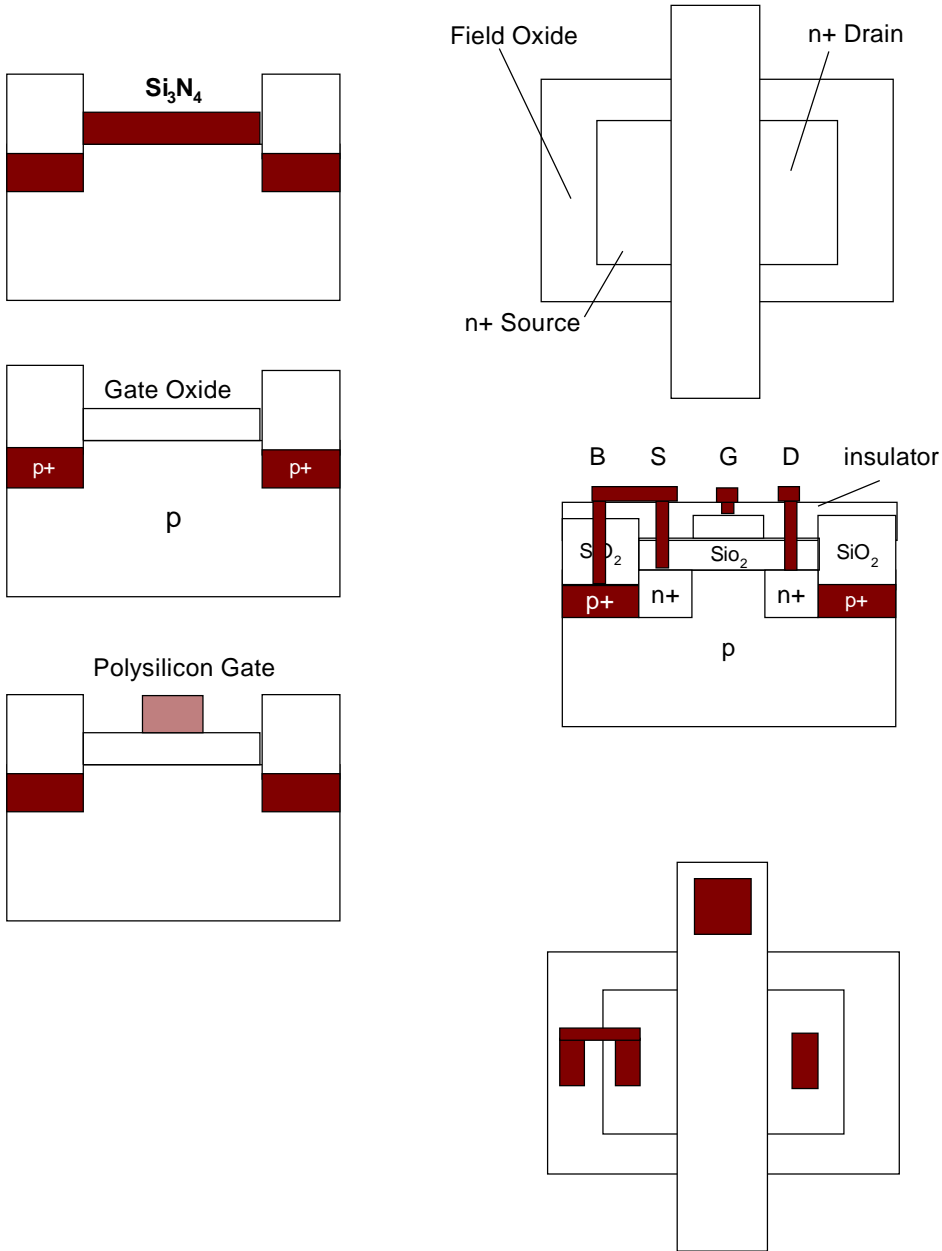 Si₃N₄
Gate Oxide
p+ p+
p
Polysilicon Gate
Field Oxide
n+ Drain
n+ Source
B S G D insulator
SiO₂ Sio₂ SiO₂
p+ n+ n+ p+
p